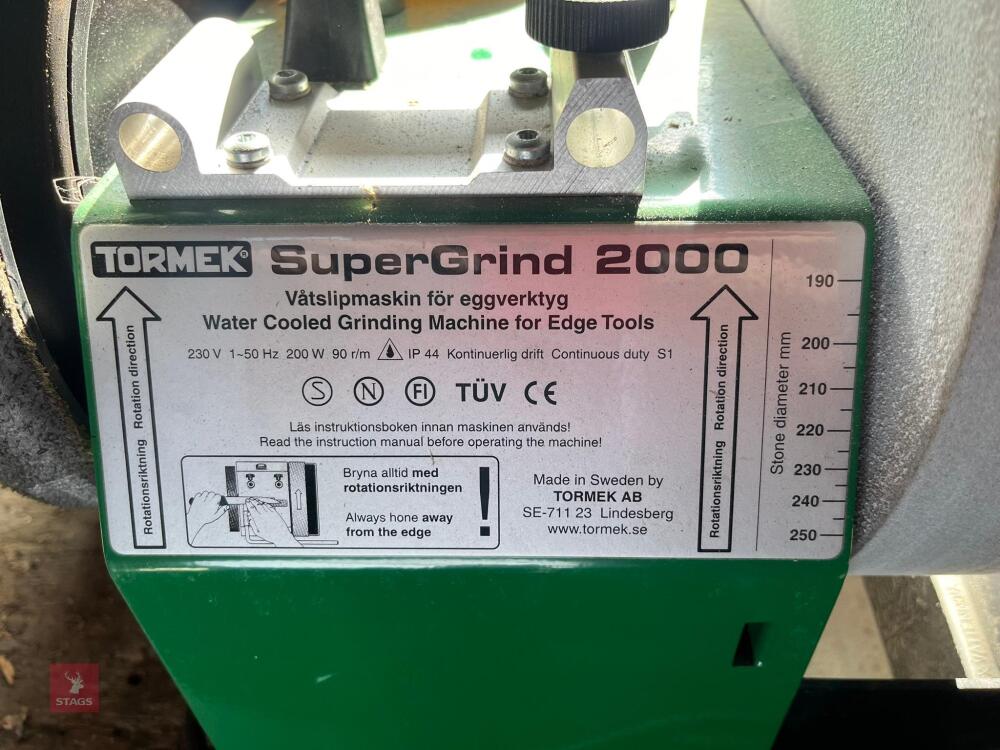 TORMEK® SuperGrind 2000
Våtslipmaskin för eggverktyg
Water Cooled Grinding Machine for Edge Tools
230 V 1~50 Hz 200 W 90 r/m IP 44 Kontinuerlig drift Continuous duty S1
S N FI TÜV CE
Läs instruktionsboken innan maskinen används!
Read the instruction manual before operating the machine!
Bryna alltid med
rotationsriktningen
Always hone away
from the edge
!
Made in Sweden by
TORMEK AB
SE-711 23 Lindesberg
www.tormek.se
Rotationsriktning Rotation direction
Rotationsriktning Rotation direction
Stone diameter mm
190
200
210
220
230
240
250
STAGS